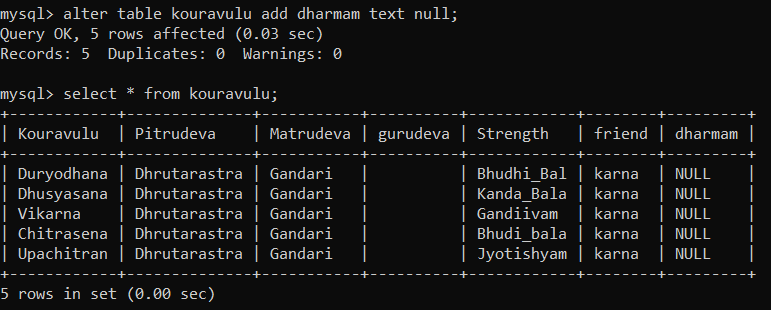 mysql> alter table kouravulu add dharmam text null;
Query OK, 5 rows affected (0.03 sec)
Records: 5  Duplicates: 0  Warnings: 0

mysql> select * from kouravulu;
+------------+--------------+-----------+----------+------------+--------+---------+
| Kouravulu  | Pitrudeva    | Matrudeva | gurudeva | Strength   | friend | dharmam |
+------------+--------------+-----------+----------+------------+--------+---------+
| Duryodhana | Dhrutarastra | Gandari   |          | Bhudhi_Bal | karna  | NULL    |
| Dhusyasana | Dhrutarastra | Gandari   |          | Kanda_Bala | karna  | NULL    |
| Vikarna    | Dhrutarastra | Gandari   |          | Gandiivam  | karna  | NULL    |
| Chitrasena | Dhrutarastra | Gandari   |          | Bhudi_bala | karna  | NULL    |
| Upachitran | Dhrutarastra | Gandari   |          | Jyotishyam | karna  | NULL    |
+------------+--------------+-----------+----------+------------+--------+---------+
5 rows in set (0.00 sec)